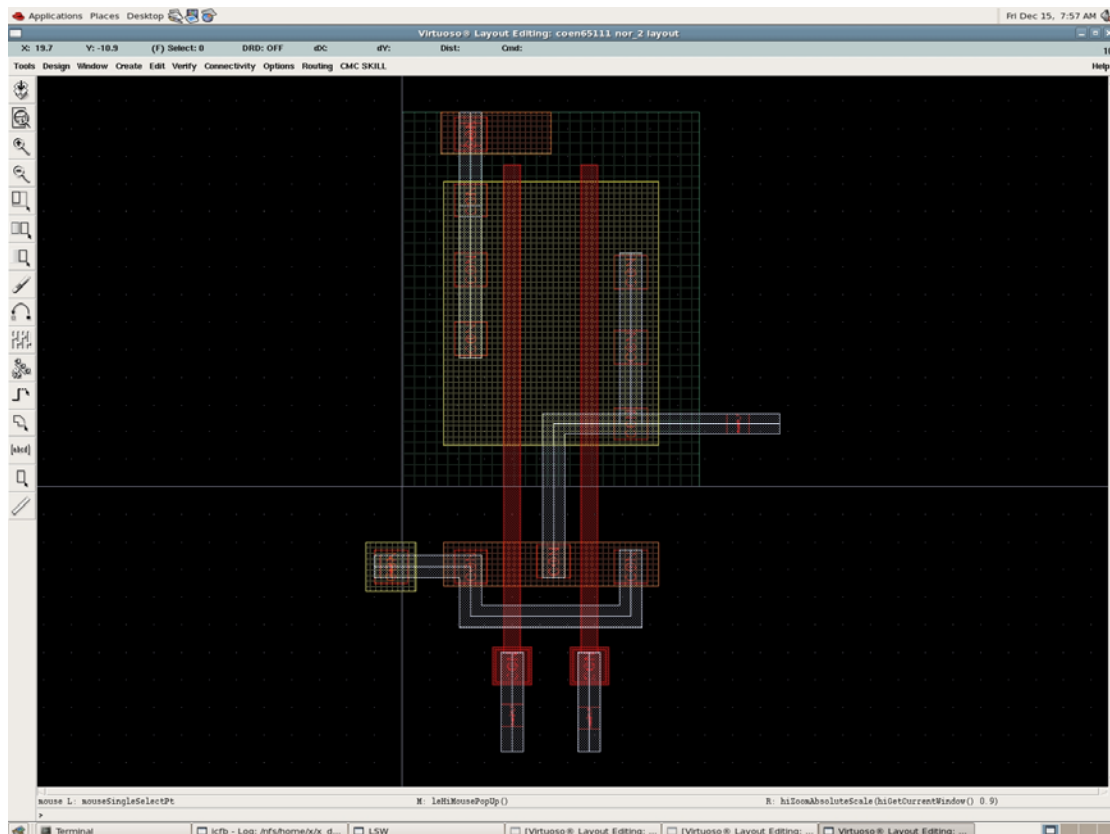 Applications Places Desktop Fri Dec 15, 7:57 AM
Virtuoso® Layout Editing: coen65111 nor_2 layout
X: 19.7 Y: -10.9 (F) Select: 0 DRD: OFF dX: dY: Dist: Cmd:
Tools Design Window Create Edit Verify Connectivity Options Routing CMC SKILL Help
[abcd]
mouse L: mouseSingleSelectPt M: leHiMousePopUp() R: hiZoomAbsoluteScale(hiGetCurrentWindow() 0.9)
>
Terminal icfb - Log: /nfs/home/x/x_d... LSW [Virtuoso® Layout Editing: ... [Virtuoso® Layout Editing: ... Virtuoso® Layout Editing: ...